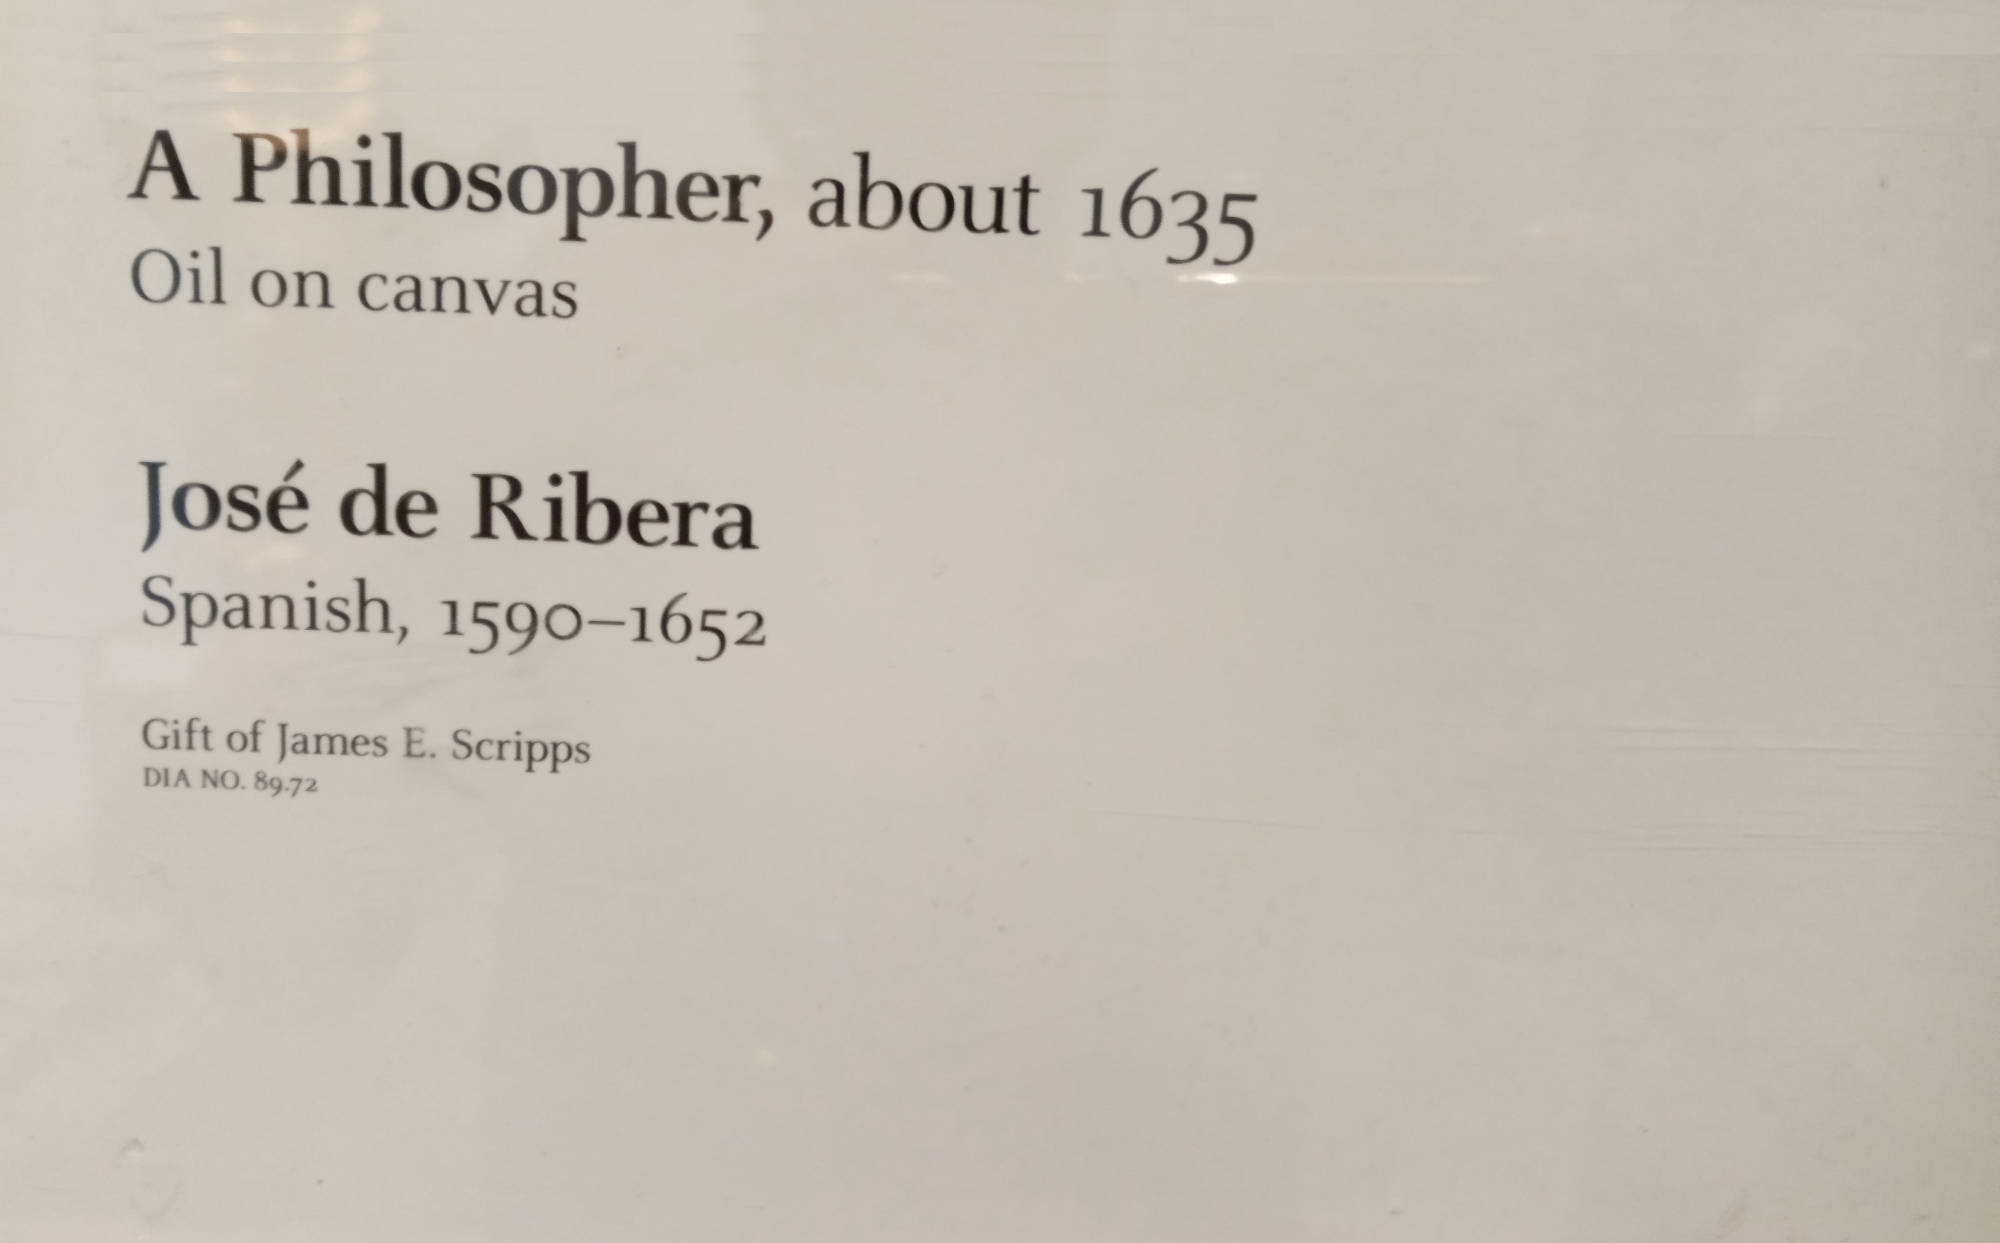 A Philosopher, about 1635
Oil on canvas
José de Ribera
Spanish, 1590–1652
Gift of James E. Scripps
DIA NO. 89.72